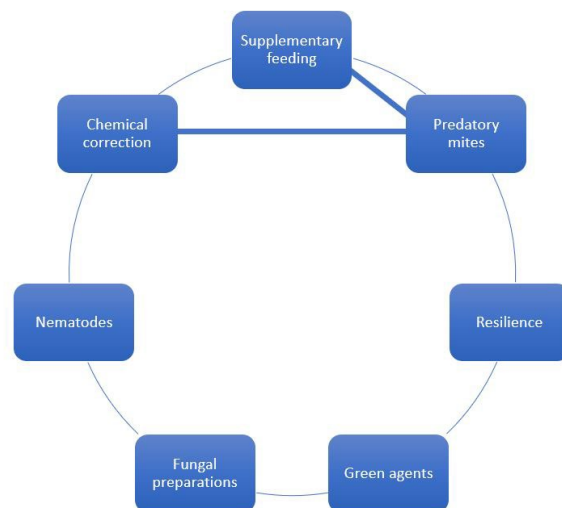 Supplementary
feeding
Chemical
correction
Predatory
mites
Nematodes
Resilience
Fungal
preparations
Green agents